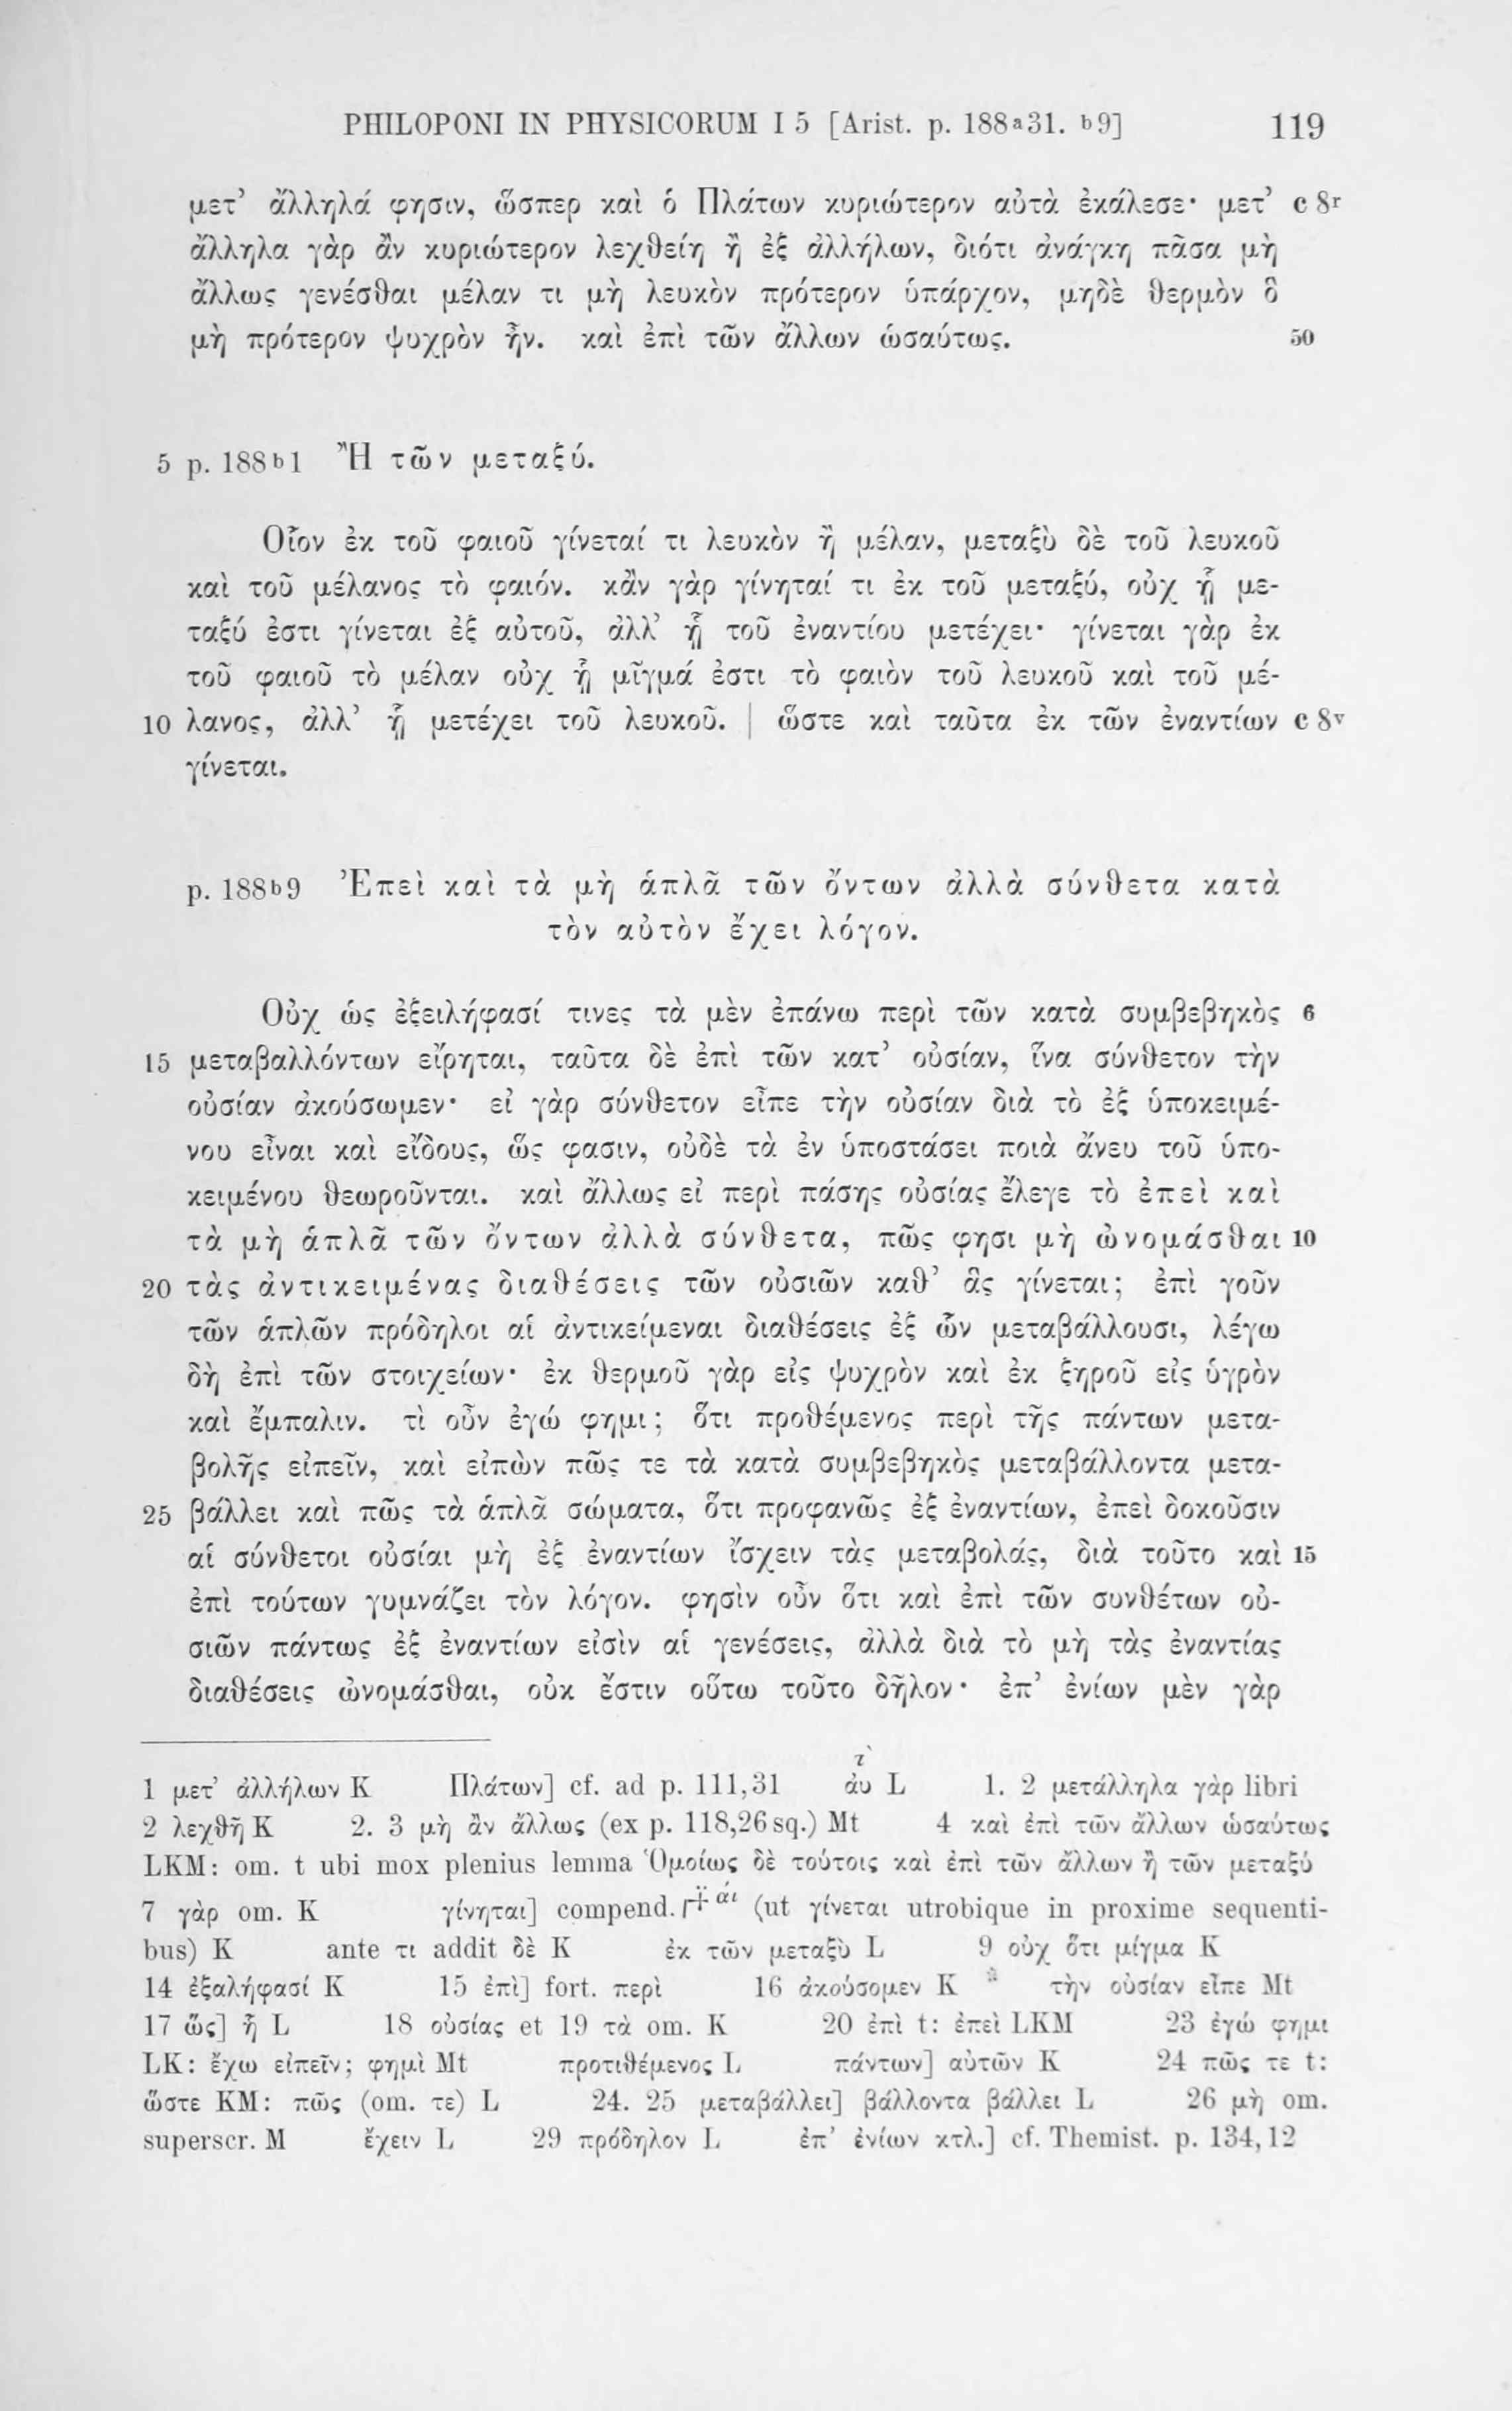 PHILOPONI IN PHYSICORUM I 5 [Arist. p. 188ᵃ31. ᵇ9] 119
μετ’ ἄλληλά φησιν, ὥσπερ καὶ ὁ Πλάτων κυριώτερον αὐτὰ ἐκάλεσε· μετ’ c 8ʳ
ἄλληλα γὰρ ἂν κυριώτερον λεχθείη ἢ ἐξ ἀλλήλων, διότι ἀνάγκη πᾶσα μὴ
ἄλλως γενέσθαι μέλαν τι μὴ λευκὸν πρότερον ὑπάρχον, μηδὲ θερμὸν ὃ
μὴ πρότερον ψυχρὸν ἦν. καὶ ἐπὶ τῶν ἄλλων ὡσαύτως. 50
5 p. 188ᵇ1 Ἢ τῶν μεταξύ.
Οἷον ἐκ τοῦ φαιοῦ γίνεταί τι λευκὸν ἢ μέλαν, μεταξὺ δὲ τοῦ λευκοῦ
καὶ τοῦ μέλανος τὸ φαιόν. κἂν γὰρ γίνηταί τι ἐκ τοῦ μεταξύ, οὐχ ᾗ με-
ταξύ ἐστι γίνεται ἐξ αὐτοῦ, ἀλλ’ ᾗ τοῦ ἐναντίου μετέχει· γίνεται γὰρ ἐκ
τοῦ φαιοῦ τὸ μέλαν οὐχ ᾗ μῖγμά ἐστι τὸ φαιὸν τοῦ λευκοῦ καὶ τοῦ μέ-
10 λανος, ἀλλ’ ᾗ μετέχει τοῦ λευκοῦ. | ὥστε καὶ ταῦτα ἐκ τῶν ἐναντίων c 8ᵛ
γίνεται.
p. 188ᵇ9 Ἐπεὶ καὶ τὰ μὴ ἁπλᾶ τῶν ὄντων ἀλλὰ σύνθετα κατὰ
τὸν αὐτὸν ἔχει λόγον.
Οὐχ ὡς ἐξειλήφασί τινες τὰ μὲν ἐπάνω περὶ τῶν κατὰ συμβεβηκὸς 6
15 μεταβαλλόντων εἴρηται, ταῦτα δὲ ἐπὶ τῶν κατ’ οὐσίαν, ἵνα σύνθετον τὴν
οὐσίαν ἀκούσωμεν· εἰ γὰρ σύνθετον εἶπε τὴν οὐσίαν διὰ τὸ ἐξ ὑποκειμέ-
νου εἶναι καὶ εἴδους, ὥς φασιν, οὐδὲ τὰ ἐν ὑποστάσει ποιὰ ἄνευ τοῦ ὑπο-
κειμένου θεωροῦνται. καὶ ἄλλως εἰ περὶ πάσης οὐσίας ἔλεγε τὸ ἐπεὶ καὶ
τὰ μὴ ἁπλᾶ τῶν ὄντων ἀλλὰ σύνθετα, πῶς φησι μὴ ὠνομάσθαι 10
20 τὰς ἀντικειμένας διαθέσεις τῶν οὐσιῶν καθ’ ἃς γίνεται; ἐπὶ γοῦν
τῶν ἁπλῶν πρόδηλοι αἱ ἀντικείμεναι διαθέσεις ἐξ ὧν μεταβάλλουσι, λέγω
δὴ ἐπὶ τῶν στοιχείων· ἐκ θερμοῦ γὰρ εἰς ψυχρὸν καὶ ἐκ ξηροῦ εἰς ὑγρὸν
καὶ ἔμπαλιν. τὶ οὖν ἐγώ φημι; ὅτι προθέμενος περὶ τῆς πάντων μετα-
βολῆς εἰπεῖν, καὶ εἰπὼν πῶς τε τὰ κατὰ συμβεβηκὸς μεταβάλλοντα μετα-
25 βάλλει καὶ πῶς τὰ ἁπλᾶ σώματα, ὅτι προφανῶς ἐξ ἐναντίων, ἐπεὶ δοκοῦσιν
αἱ σύνθετοι οὐσίαι μὴ ἐξ ἐναντίων ἴσχειν τὰς μεταβολάς, διὰ τοῦτο καὶ 15
ἐπὶ τούτων γυμνάζει τὸν λόγον. φησὶν οὖν ὅτι καὶ ἐπὶ τῶν συνθέτων οὐ-
σιῶν πάντως ἐξ ἐναντίων εἰσὶν αἱ γενέσεις, ἀλλὰ διὰ τὸ μὴ τὰς ἐναντίας
διαθέσεις ὠνομάσθαι, οὐκ ἔστιν οὕτω τοῦτο δῆλον· ἐπ’ ἐνίων μὲν γὰρ
1 μετ’ ἀλλήλων K Πλάτων] cf. ad p. 111,31 αὐ L 1. 2 μετάλληλα γὰρ libri
2 λεχθῆ K 2. 3 μὴ ἂν ἄλλως (ex p. 118,26 sq.) Mt 4 καὶ ἐπὶ τῶν ἄλλων ὡσαύτως
LKM: om. t ubi mox plenius lemma Ὁμοίως δὲ τούτοις καὶ ἐπὶ τῶν ἄλλων ἢ τῶν μεταξύ
7 γὰρ om. K γίνηται] compend. (ut γίνεται utrobique in proxime sequenti-
bus) K ante τι addit δὲ K ἐκ τῶν μεταξὺ L 9 οὐχ ὅτι μίγμα K
14 ἐξαλήφασί K 15 ἐπὶ] fort. περὶ 16 ἀκούσομεν K τὴν οὐσίαν εἶπε Mt
17 ὥς] ἦ L 18 οὐσίας et 19 τὰ om. K 20 ἐπὶ t: ἐπεὶ LKM 23 ἐγώ φημι
LK: ἔχω εἰπεῖν; φημὶ Mt προτιθέμενος L πάντων] αὐτῶν K 24 πῶς τε t:
ὥστε KM: πῶς (om. τε) L 24. 25 μεταβάλλει] βάλλοντα βάλλει L 26 μὴ om.
superscr. M ἔχειν L 29 πρόδηλον L ἐπ’ ἐνίων κτλ.] cf. Themist. p. 134,12